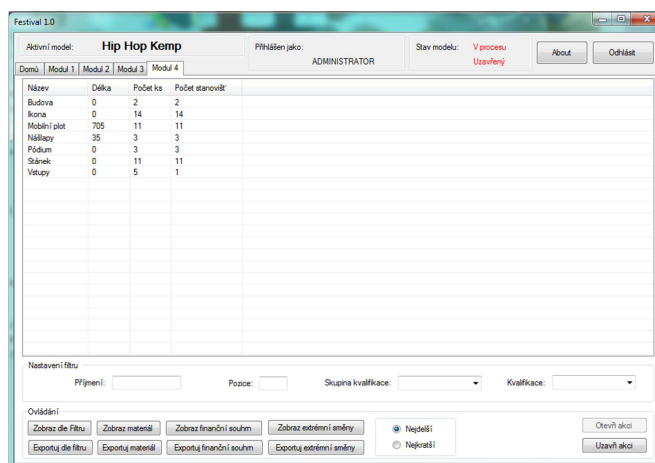 Festival 1.0
Aktivní model: Hip Hop Kemp Přihlášen jako: ADMINISTRATOR Stav modelu: V procesu Uzavřený About Odhlásit
Domů Modul 1 Modul 2 Modul 3 Modul 4
Název Délka Počet ks Počet stanovišť
Budova 0 2 2
Ikona 0 14 14
Mobilní plot 705 11 11
Nášlapy 35 3 3
Pódium 0 3 3
Stánek 0 11 11
Vstupy 0 5 1
Nastavení filtru
Příjmení: Pozice: Skupina kvalifikace: Kvalifikace:
Ovládání
Zobraz dle Filtru Zobraz materiál Zobraz finanční souhrn Zobraz extrémní směny Nejdelší Otevři akci
Exportuj dle filtru Exportuj materiál Exportuj finanční souhrn Exportuj extrémní směny Nejkratší Uzavři akci